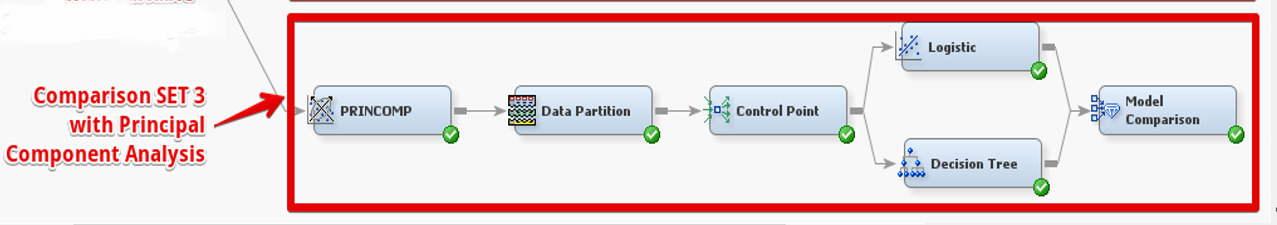 Comparison SET 3
with Principal
Component Analysis
PRINCOMP
Data Partition
Control Point
Logistic
Decision Tree
Model
Comparison